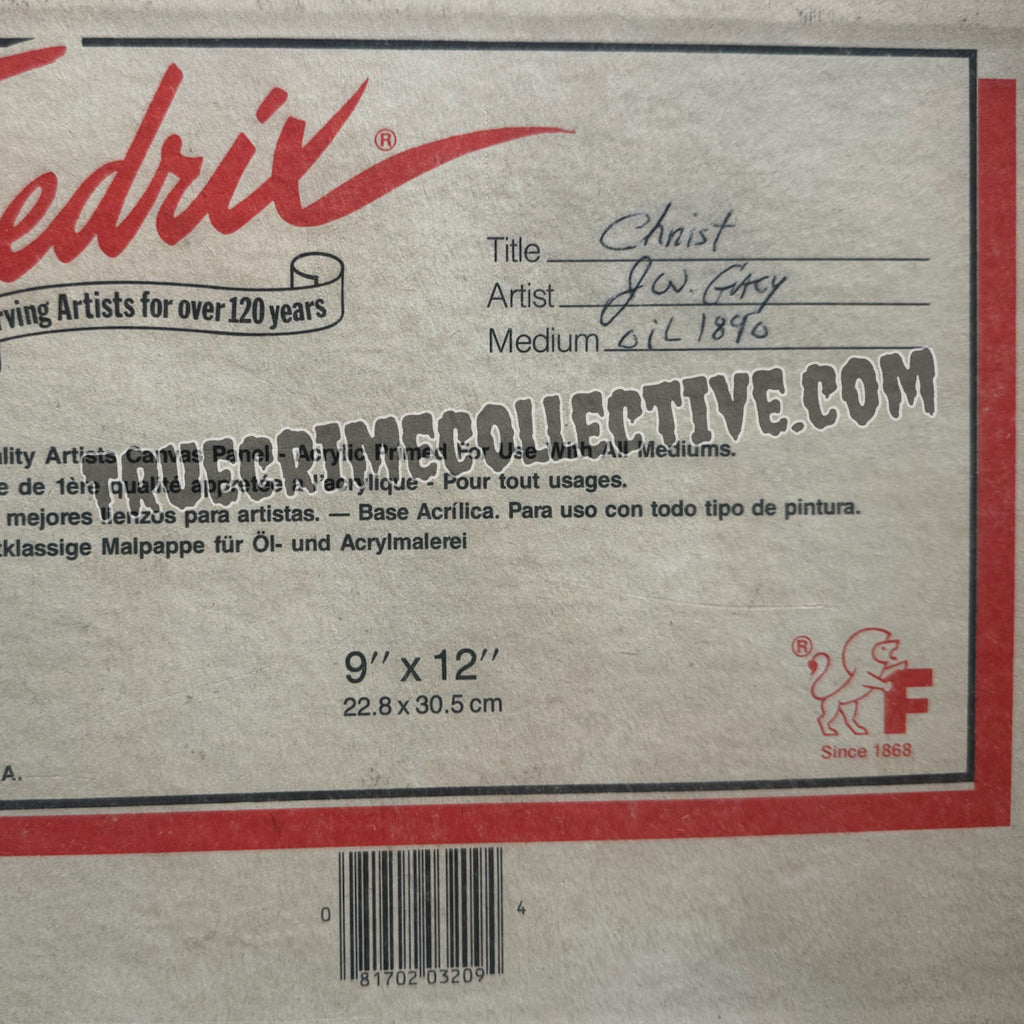 Fredrix®
rving Artists for over 120 years
Title Christ
Artist J.W. Gacy
Medium OiL 1890
TRUECRIMECOLLECTIVE.COM
ality Artists Canvas Panel - Acrylic Primed For Use With All Mediums.
e de 1ère qualité appretée a l'acrylique - Pour tout usages.
mejores lienzos para artistas. — Base Acrílica. Para uso con todo tipo de pintura.
tklassige Malpappe für Öl- und Acrylmalerei
9" x 12"
22.8 x 30.5 cm
® F
Since 1868
A.
0 81702 03209 4